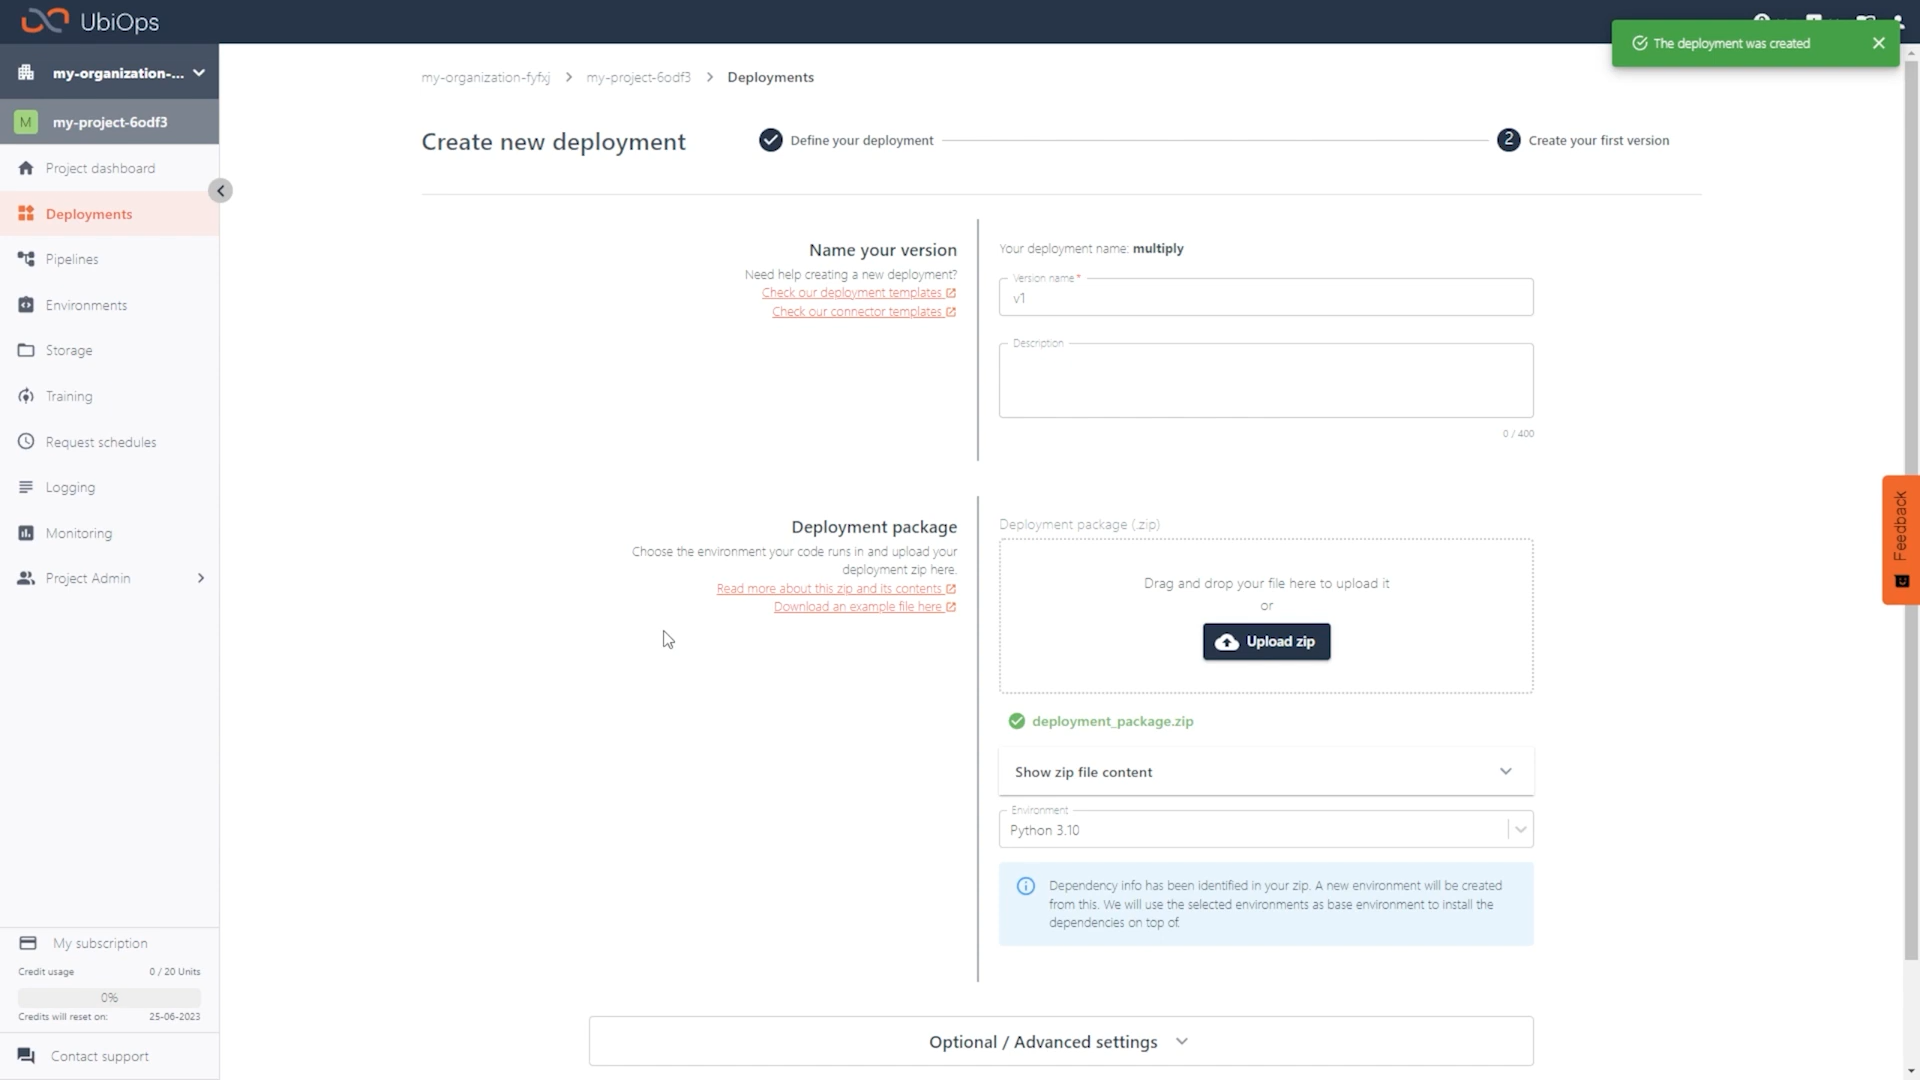 UbiOps
The deployment was created
my-organization-...
my-project-6odf3
M
Project dashboard
Deployments
Pipelines
Environments
Storage
Training
Request schedules
Logging
Monitoring
Project Admin
My subscription
Credit usage 0 / 20 Units
0%
Credits will reset on: 25-06-2023
Contact support
my-organization-fyfxj > my-project-6odf3 > Deployments
Create new deployment
Define your deployment
2 Create your first version
Name your version
Need help creating a new deployment?
Check our deployment templates
Check our connector templates
Your deployment name: multiply
Version name*
v1
Description
0 / 400
Deployment package
Choose the environment your code runs in and upload your
deployment zip here.
Read more about this zip and its contents
Download an example file here
Deployment package (.zip)
Drag and drop your file here to upload it
or
Upload zip
deployment_package.zip
Show zip file content
Environment
Python 3.10
Dependency info has been identified in your zip. A new environment will be created
from this. We will use the selected environments as base environment to install the
dependencies on top of.
Optional / Advanced settings
Feedback